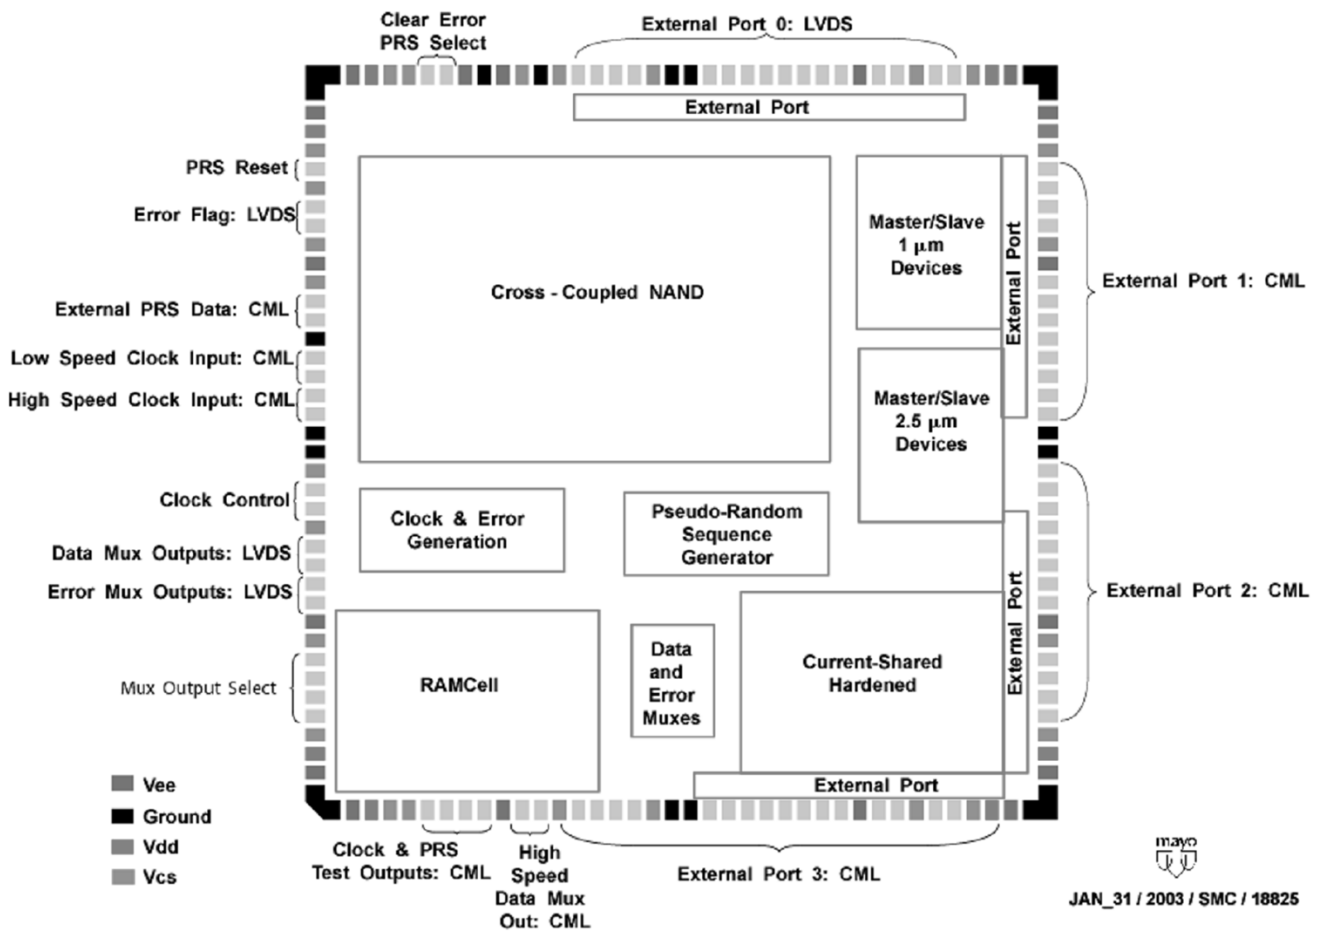 Clear Error
PRS Select
External Port 0: LVDS
External Port
PRS Reset
Error Flag: LVDS
External PRS Data: CML
Low Speed Clock Input: CML
High Speed Clock Input: CML
Clock Control
Data Mux Outputs: LVDS
Error Mux Outputs: LVDS
Mux Output Select
Cross - Coupled NAND
Master/Slave
1 μm
Devices
External Port
External Port 1: CML
Master/Slave
2.5 μm
Devices
Clock & Error
Generation
Pseudo-Random
Sequence
Generator
External Port 2: CML
External Port
RAMCell
Data
and
Error
Muxes
Current-Shared
Hardened
External Port
Vee
Ground
Vdd
Vcs
Clock & PRS
Test Outputs: CML
High
Speed
Data Mux
Out: CML
External Port 3: CML
mayo
JAN_31 / 2003 / SMC / 18825